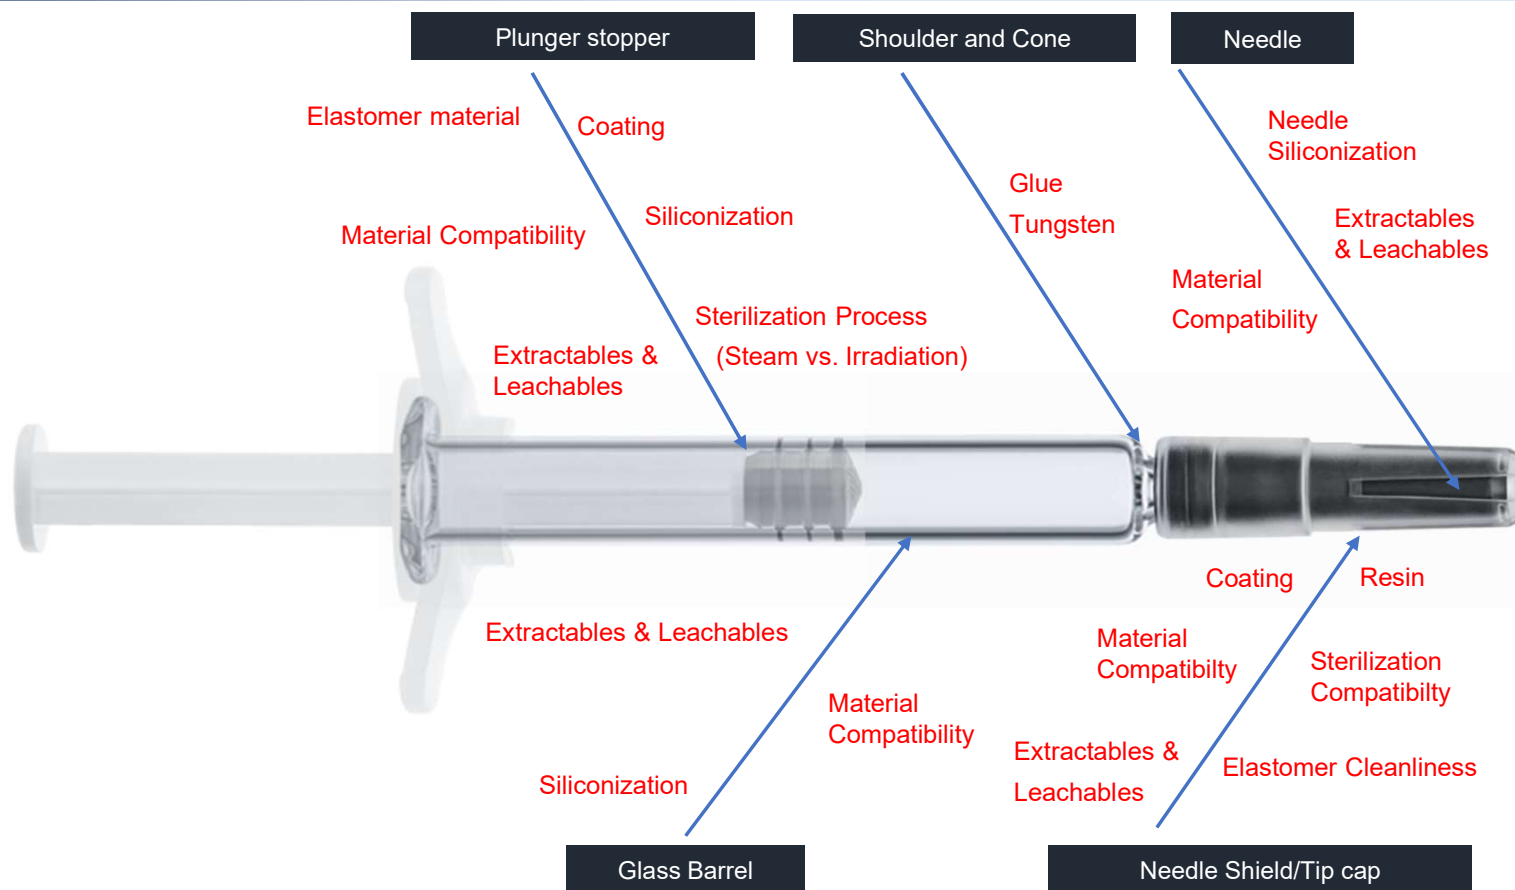 Plunger stopper
Shoulder and Cone
Needle
Elastomer material
Coating
Needle
Siliconization
Glue
Tungsten
Siliconization
Material Compatibility
Extractables
& Leachables
Material
Compatibility
Sterilization Process
(Steam vs. Irradiation)
Extractables &
Leachables
Coating
Resin
Extractables & Leachables
Material
Compatibilty
Sterilization
Compatibilty
Material
Compatibility
Extractables &
Leachables
Elastomer Cleanliness
Siliconization
Glass Barrel
Needle Shield/Tip cap